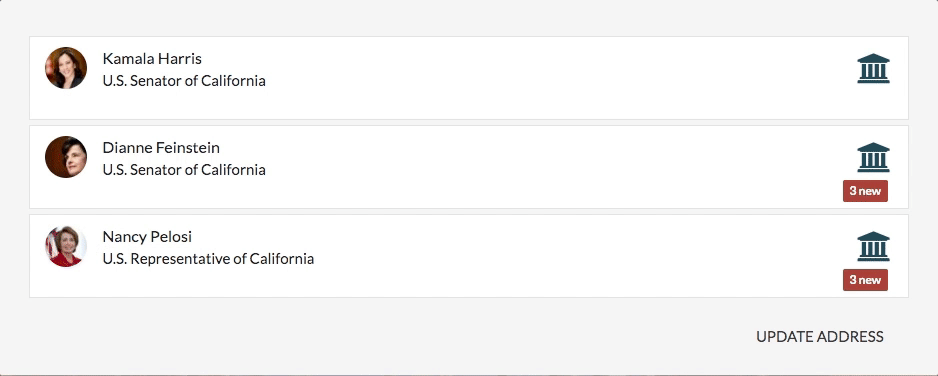 Kamala Harris
U.S. Senator of California
Dianne Feinstein
U.S. Senator of California
3 new
Nancy Pelosi
U.S. Representative of California
3 new
UPDATE ADDRESS